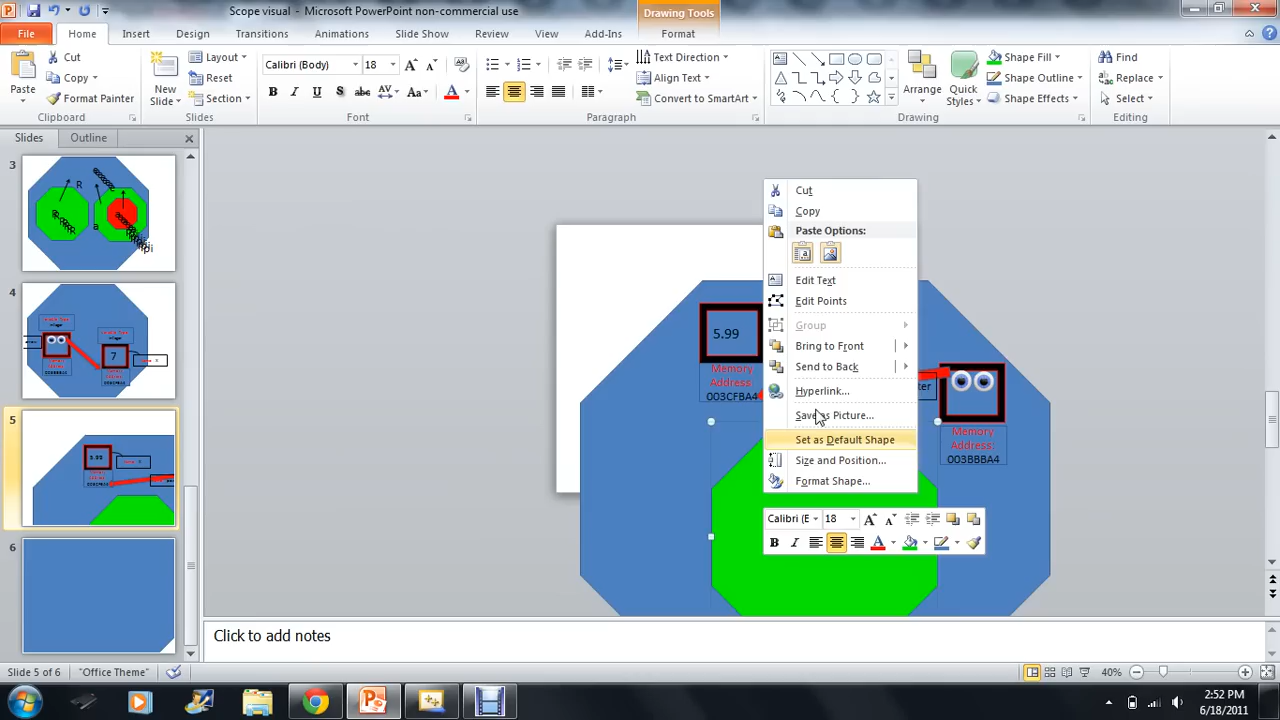 Scope visual - Microsoft PowerPoint non-commercial use
Drawing Tools
File Home Insert Design Transitions Animations Slide Show Review View Add-Ins Format
Paste
Cut
Copy
Format Painter
Clipboard
New Slide
Layout
Reset
Section
Slides
Calibri (Body) 18
B I U S abc AV Aa A
Font
Text Direction
Align Text
Convert to SmartArt
Paragraph
Arrange
Quick Styles
Shape Fill
Shape Outline
Shape Effects
Drawing
Find
Replace
Select
Editing
Slides Outline
3
R
a
pi
4
7
5
5.99
6
5.99
Memory
Address:
003CFBA4
Memory
Address:
003BBBA4
Cut
Copy
Paste Options:
Edit Text
Edit Points
Group
Bring to Front
Send to Back
Hyperlink...
Save as Picture...
Set as Default Shape
Size and Position...
Format Shape...
Calibri (E 18
B I A
Click to add notes
Slide 5 of 6
"Office Theme"
40%
2:52 PM
6/18/2011